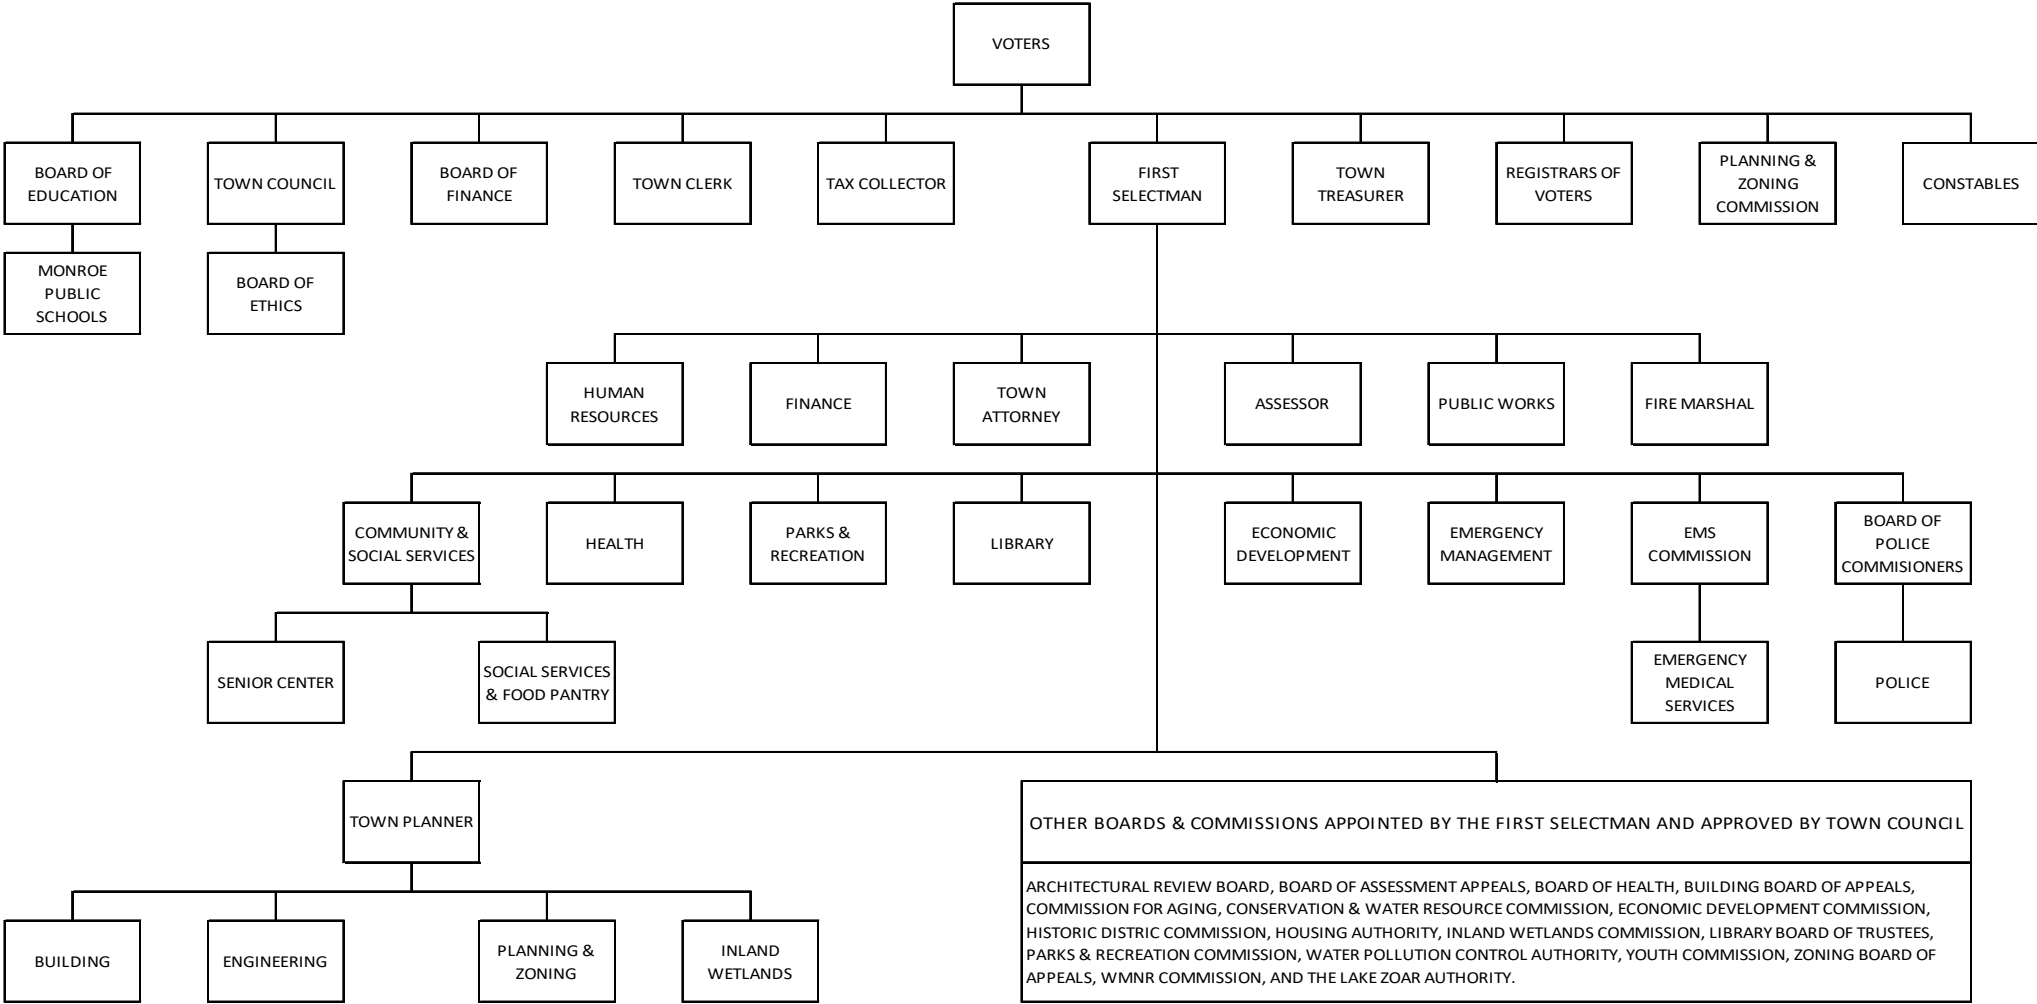 VOTERS
BOARD OF
EDUCATION
TOWN COUNCIL
BOARD OF
FINANCE
TOWN CLERK
TAX COLLECTOR
FIRST
SELECTMAN
TOWN
TREASURER
REGISTRARS OF
VOTERS
PLANNING &
ZONING
COMMISSION
CONSTABLES
MONROE
PUBLIC
SCHOOLS
BOARD OF
ETHICS
HUMAN
RESOURCES
FINANCE
TOWN
ATTORNEY
ASSESSOR
PUBLIC WORKS
FIRE MARSHAL
COMMUNITY &
SOCIAL SERVICES
HEALTH
PARKS &
RECREATION
LIBRARY
ECONOMIC
DEVELOPMENT
EMERGENCY
MANAGEMENT
EMS
COMMISSION
BOARD OF
POLICE
COMMISIONERS
SENIOR CENTER
SOCIAL SERVICES
& FOOD PANTRY
EMERGENCY
MEDICAL
SERVICES
POLICE
TOWN PLANNER
OTHER BOARDS & COMMISSIONS APPOINTED BY THE FIRST SELECTMAN AND APPROVED BY TOWN COUNCIL
ARCHITECTURAL REVIEW BOARD, BOARD OF ASSESSMENT APPEALS, BOARD OF HEALTH, BUILDING BOARD OF APPEALS,
COMMISSION FOR AGING, CONSERVATION & WATER RESOURCE COMMISSION, ECONOMIC DEVELOPMENT COMMISSION,
HISTORIC DISTRIC COMMISSION, HOUSING AUTHORITY, INLAND WETLANDS COMMISSION, LIBRARY BOARD OF TRUSTEES,
PARKS & RECREATION COMMISSION, WATER POLLUTION CONTROL AUTHORITY, YOUTH COMMISSION, ZONING BOARD OF
APPEALS, WMNR COMMISSION, AND THE LAKE ZOAR AUTHORITY.
BUILDING
ENGINEERING
PLANNING &
ZONING
INLAND
WETLANDS